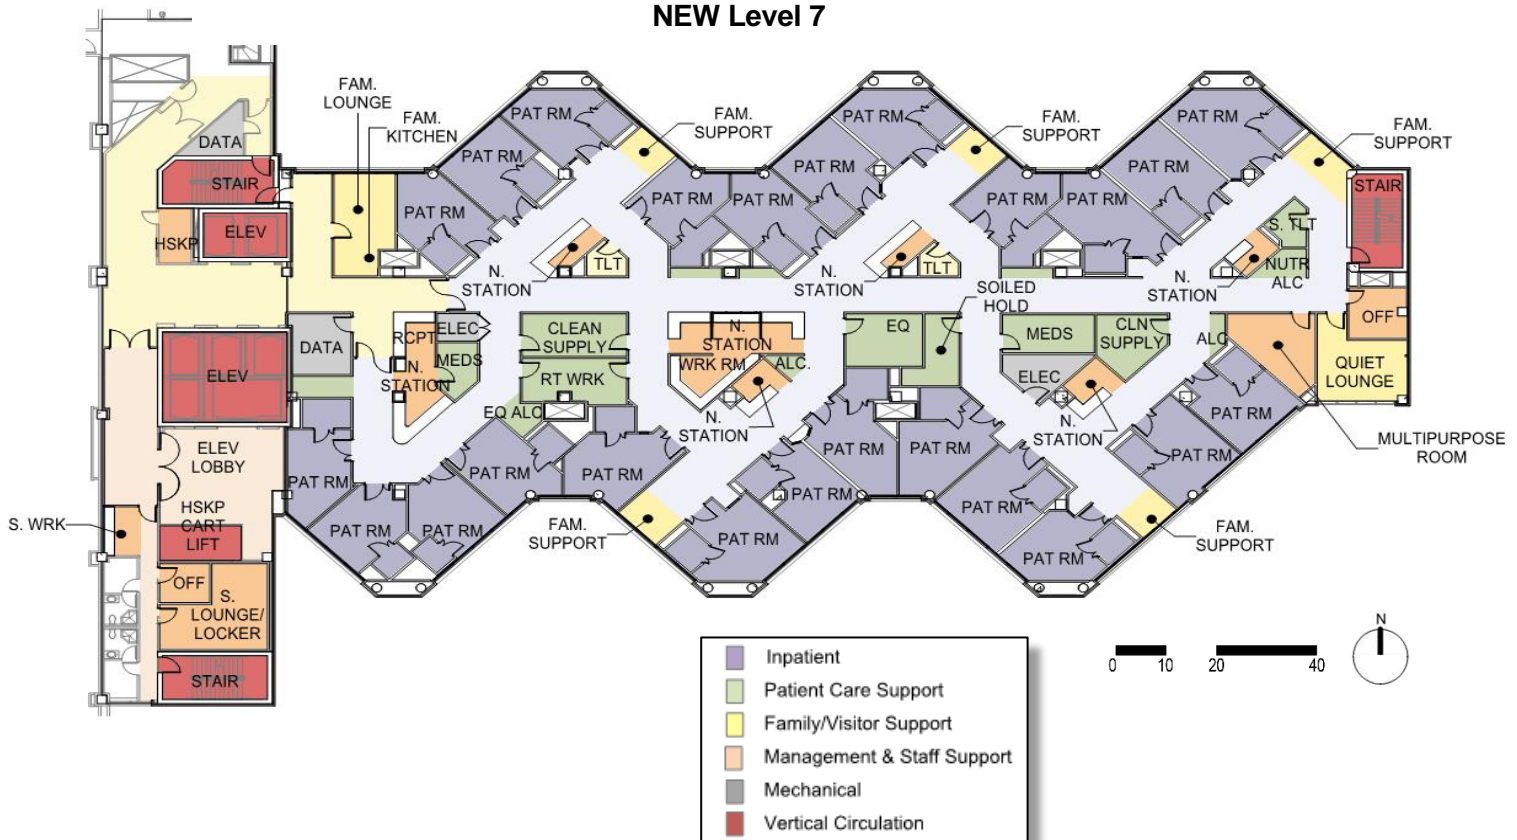 NEW Level 7
FAM.
LOUNGE
FAM.
KITCHEN
DATA
STAIR
HSKP
ELEV
PAT RM
PAT RM
PAT RM
FAM.
SUPPORT
PAT RM
PAT RM
PAT RM
PAT RM
FAM.
SUPPORT
PAT RM
PAT RM
PAT RM
PAT RM
FAM.
SUPPORT
STAIR
N.
STATION
TLT
N.
STATION
TLT
SOILED
HOLD
N.
STATION
S. TLT
NUTR
ALC
OFF
QUIET
LOUNGE
DATA
RCPT
N.
STATION
ELEC
MEDS
CLEAN
SUPPLY
RT WRK
EQ ALC
N.
STATION
WRK RM
ALC.
N.
STATION
EQ
MEDS
CLN
SUPPLY
ELEC
N.
STATION
ALC
MULTIPURPOSE
ROOM
ELEV
ELEV
LOBBY
HSKP
CART
LIFT
S. WRK
OFF
S.
LOUNGE/
LOCKER
STAIR
PAT RM
PAT RM
PAT RM
PAT RM
PAT RM
FAM.
SUPPORT
PAT RM
PAT RM
PAT RM
PAT RM
PAT RM
PAT RM
PAT RM
PAT RM
FAM.
SUPPORT
Inpatient
Patient Care Support
Family/Visitor Support
Management & Staff Support
Mechanical
Vertical Circulation
0 10 20 40
N